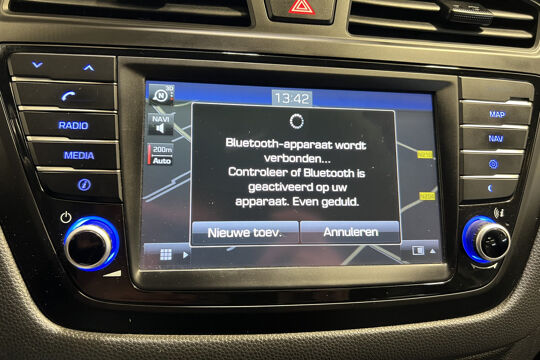 13:42
3D
N
NAVI
200m
Auto
Bluetooth-apparaat wordt
verbonden...
Controleer of Bluetooth is
geactiveerd op uw
apparaat. Even geduld.
Nieuwe toev.
Annuleren
RADIO
MEDIA
MAP
NAV